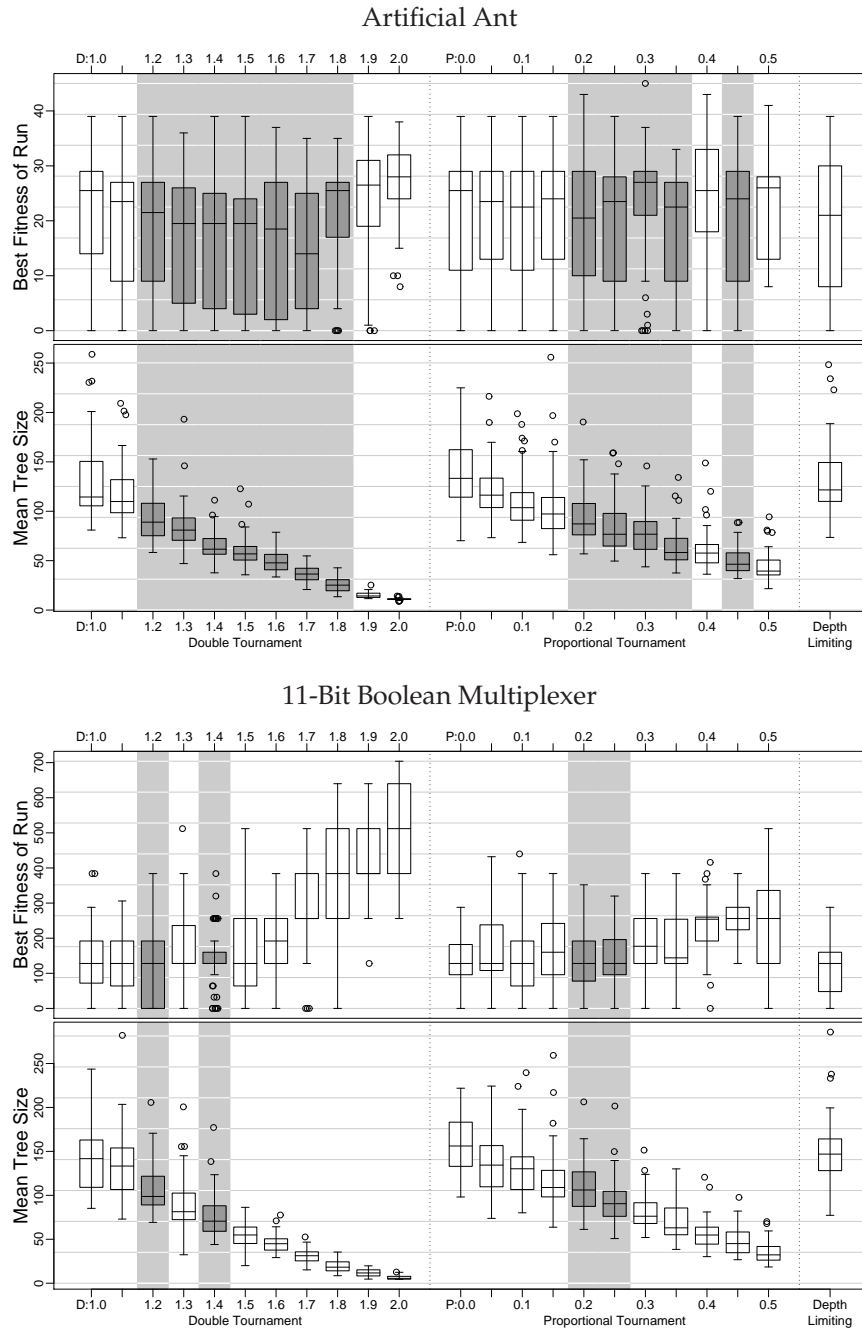 Artificial Ant
D:1.0 1.2 1.3 1.4 1.5 1.6 1.7 1.8 1.9 2.0 P:0.0 0.1 0.2 0.3 0.4 0.5
Best Fitness of Run
0 10 20 30 40
Mean Tree Size
0 50 100 150 200 250
D:1.0 1.2 1.3 1.4 1.5 1.6 1.7 1.8 1.9 2.0 P:0.0 0.1 0.2 0.3 0.4 0.5 Depth
Double Tournament Proportional Tournament Limiting
11-Bit Boolean Multiplexer
D:1.0 1.2 1.3 1.4 1.5 1.6 1.7 1.8 1.9 2.0 P:0.0 0.1 0.2 0.3 0.4 0.5
Best Fitness of Run
0 100 200 300 400 500 600 700
Mean Tree Size
0 50 100 150 200 250
D:1.0 1.2 1.3 1.4 1.5 1.6 1.7 1.8 1.9 2.0 P:0.0 0.1 0.2 0.3 0.4 0.5 Depth
Double Tournament Proportional Tournament Limiting